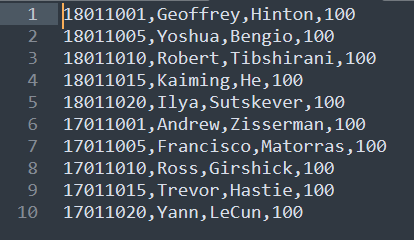 1 18011001,Geoffrey,Hinton,100
2 18011005,Yoshua,Bengio,100
3 18011010,Robert,Tibshirani,100
4 18011015,Kaiming,He,100
5 18011020,Ilya,Sutskever,100
6 17011001,Andrew,Zisserman,100
7 17011005,Francisco,Matorras,100
8 17011010,Ross,Girshick,100
9 17011015,Trevor,Hastie,100
10 17011020,Yann,LeCun,100